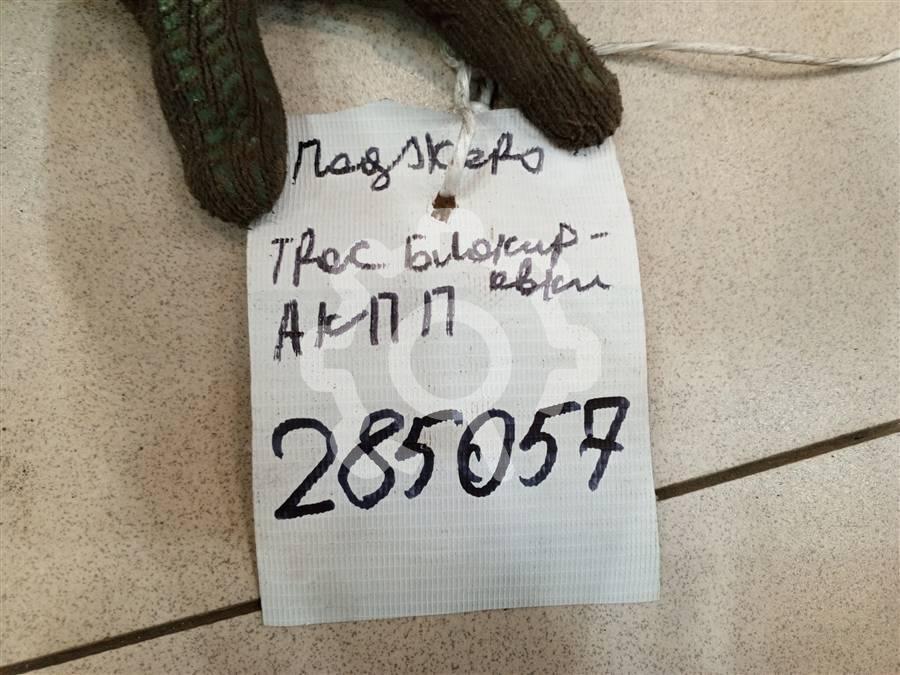 Паджеро
Трос Блокир-
овки
АКПП
285057